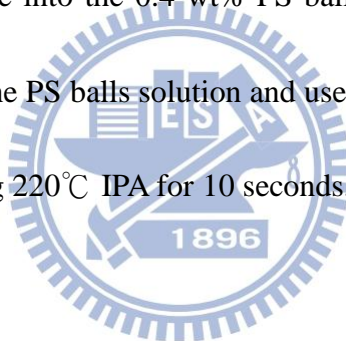 e into the 0.4 wt% PS ball
he PS balls solution and use
g 220℃ IPA for 10 seconds
E S A
1896